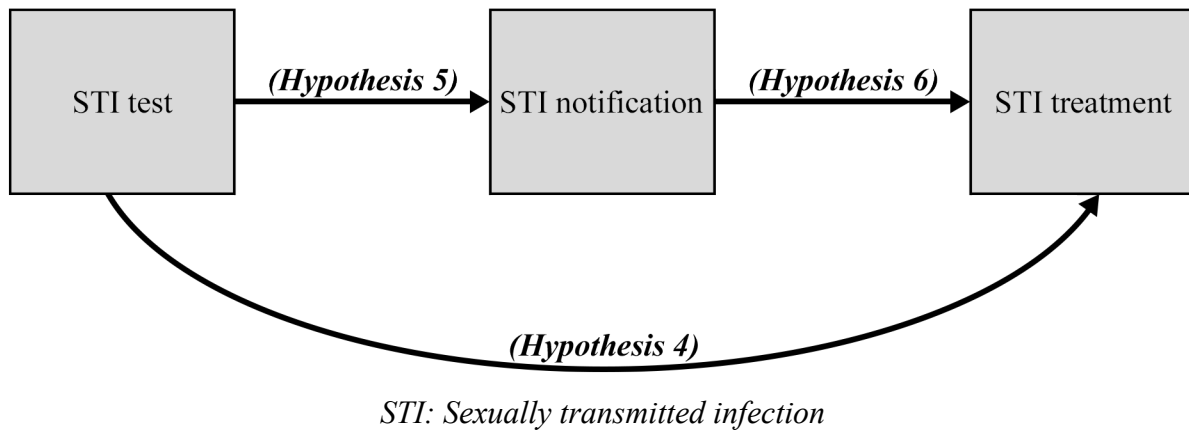 (Hypothesis 5)
(Hypothesis 6)
STI test
STI notification
STI treatment
(Hypothesis 4)
STI: Sexually transmitted infection